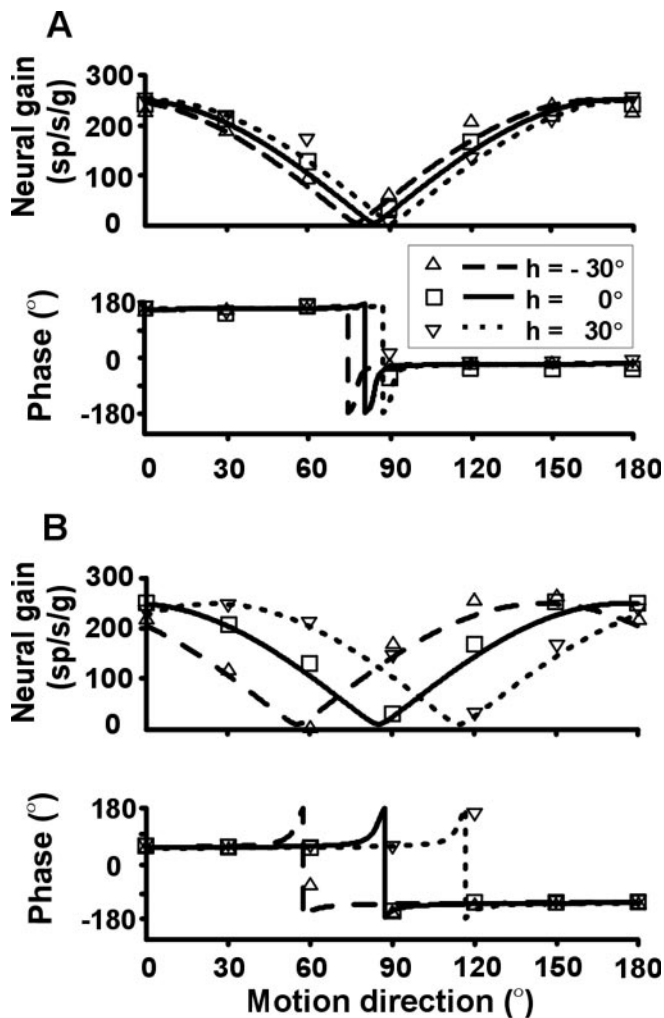 A
Neural gain
(sp/s/g)
300
200
100
0
Phase (°)
180
0
-180
h = - 30°
h = 0°
h = 30°
0 30 60 90 120 150 180
B
Neural gain
(sp/s/g)
300
200
100
0
Phase (°)
180
0
-180
0 30 60 90 120 150 180
Motion direction (°)